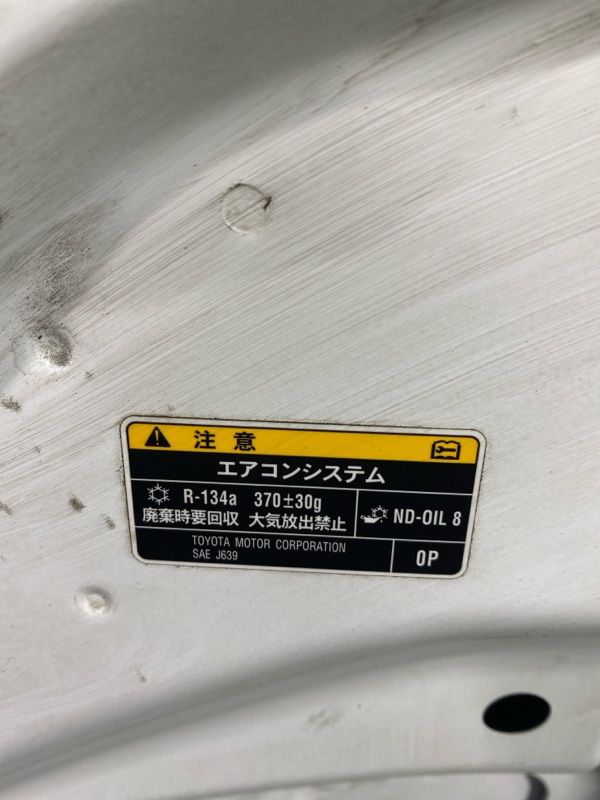 注意
エアコンシステム
R-134a 370±30g
廃棄時要回収 大気放出禁止
ND-OIL 8
TOYOTA MOTOR CORPORATION
SAE J639
0P